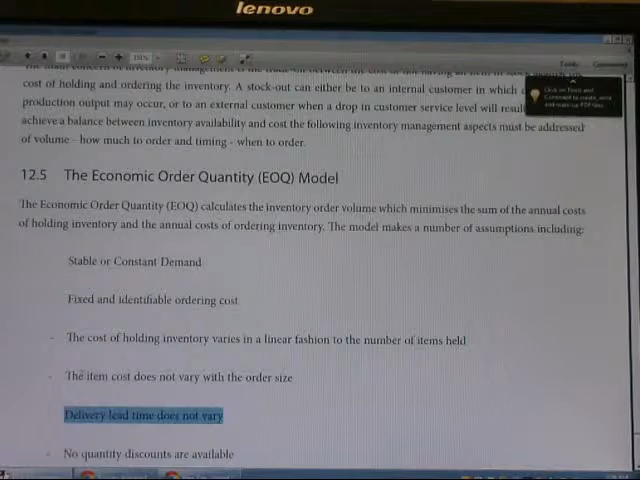 lenovo
Tools Comment
cost of holding and ordering the inventory. A stock-out can either be to an internal customer in which
production output may occur, or to an external customer when a drop in customer service level will
achieve a balance between inventory availability and cost the following inventory management aspects must be addressed
of volume - how much to order and timing - when to order.
12.5 The Economic Order Quantity (EOQ) Model
The Economic Order Quantity (EOQ) calculates the inventory order volume which minimises the sum of the annual costs
of holding inventory and the annual costs of ordering inventory. The model makes a number of assumptions including:
Stable or Constant Demand
Fixed and identifiable ordering cost
- The cost of holding inventory varies in a linear fashion to the number of items held
- The item cost does not vary with the order size
Delivery lead time does not vary
- No quantity discounts are available